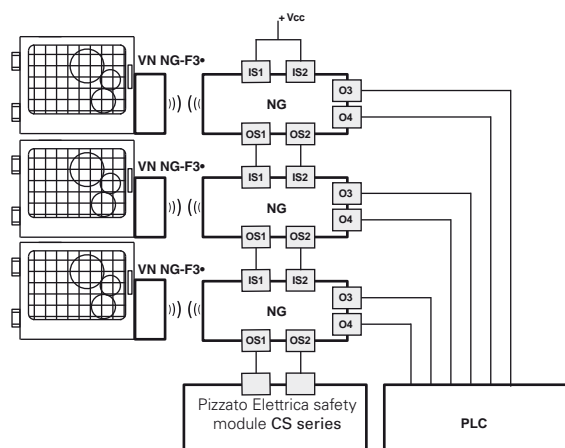 + Vcc
VN NG-F3•
IS1 IS2
O3
NG
O4
OS1 OS2
VN NG-F3•
IS1 IS2
O3
NG
O4
OS1 OS2
VN NG-F3•
IS1 IS2
O3
NG
O4
OS1 OS2
Pizzato Elettrica safety
module CS series
PLC